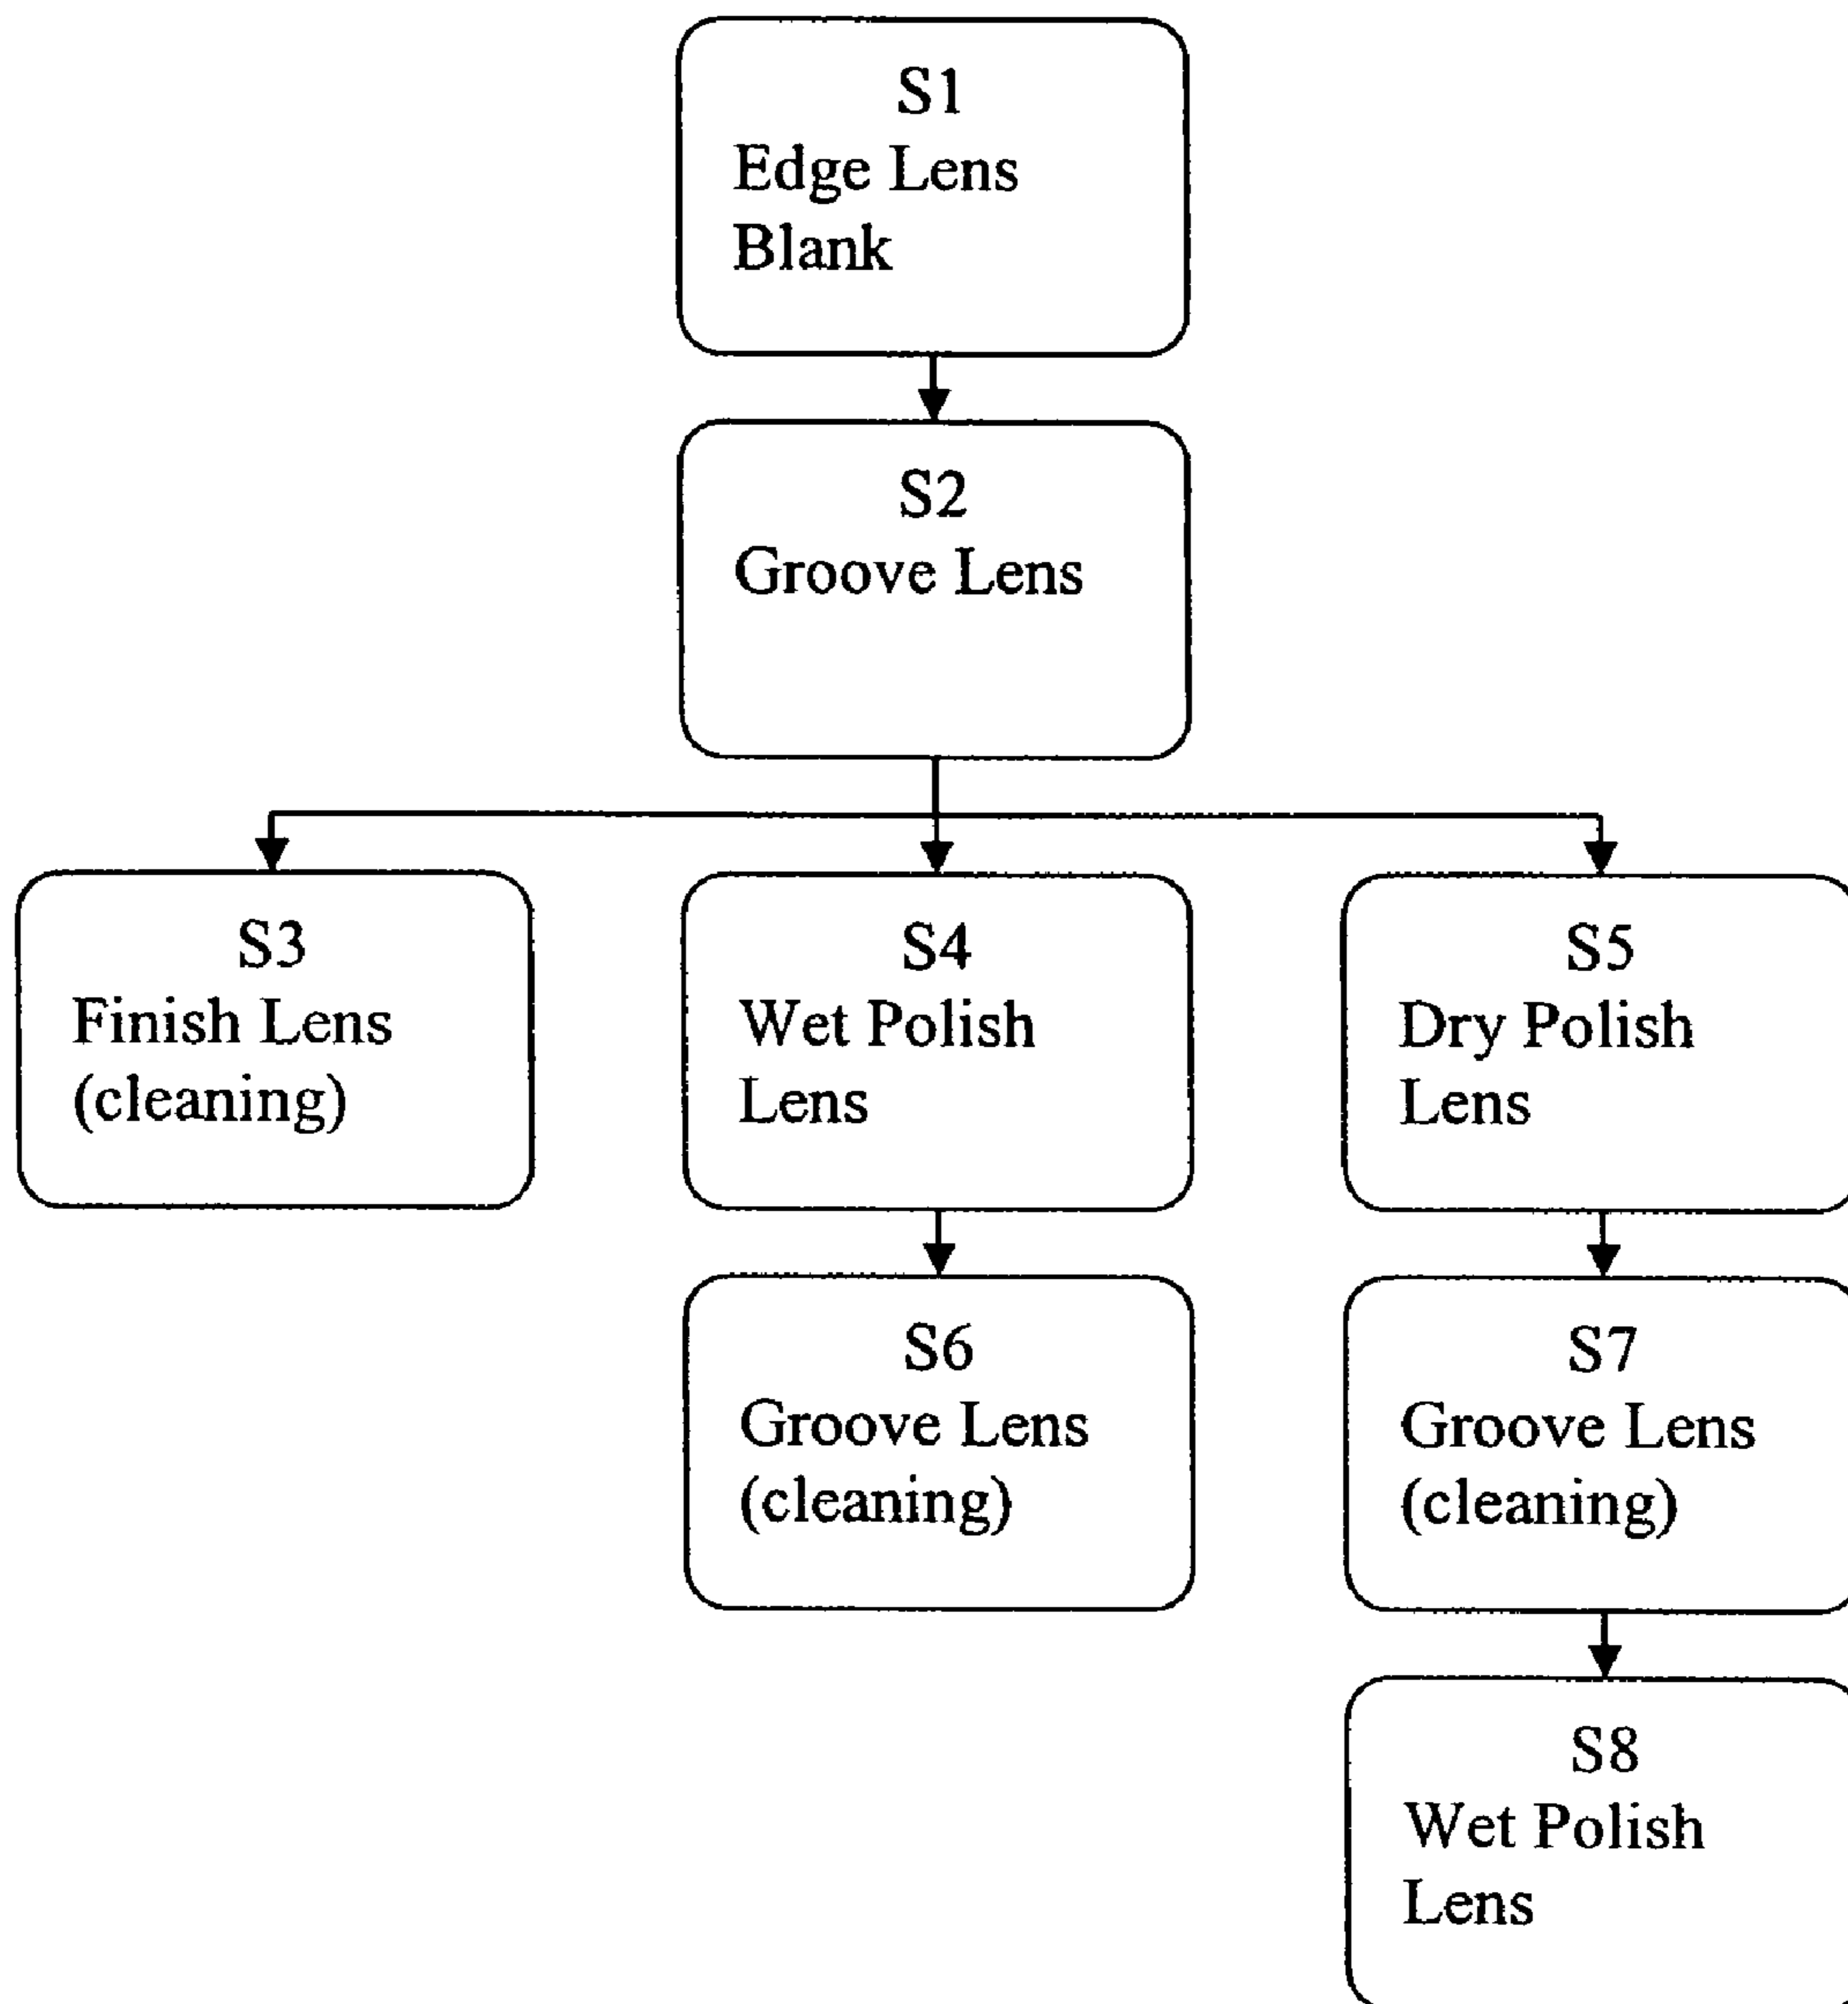 S1
Edge Lens
Blank
S2
Groove Lens
S3
Finish Lens
(cleaning)
S4
Wet Polish
Lens
S5
Dry Polish
Lens
S6
Groove Lens
(cleaning)
S7
Groove Lens
(cleaning)
S8
Wet Polish
Lens